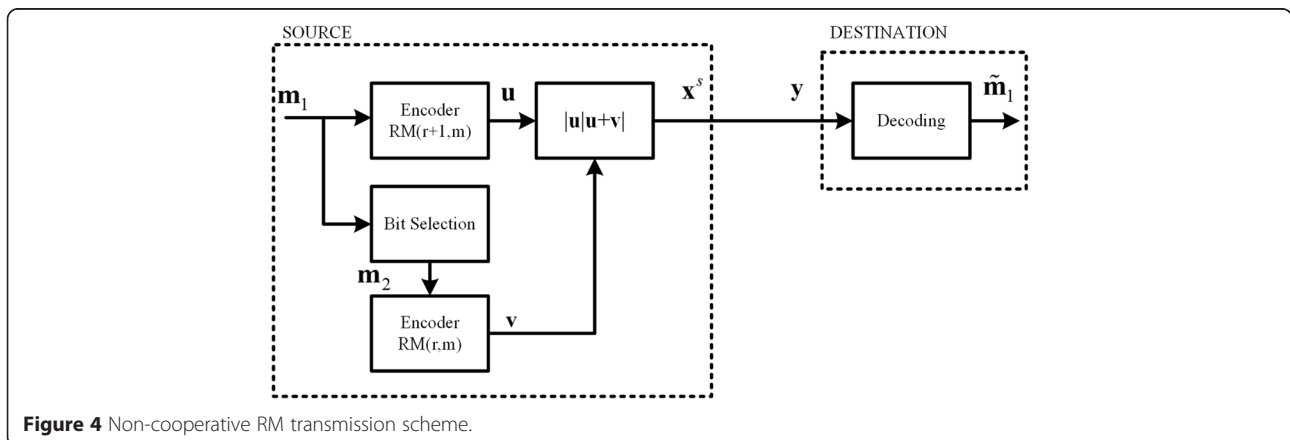 SOURCE
DESTINATION
m₁
Encoder
RM(r+1,m)
u
|u|u+v|
xˢ
y
Decoding
m̃₁
Bit Selection
m₂
Encoder
RM(r,m)
v
Figure 4 Non-cooperative RM transmission scheme.